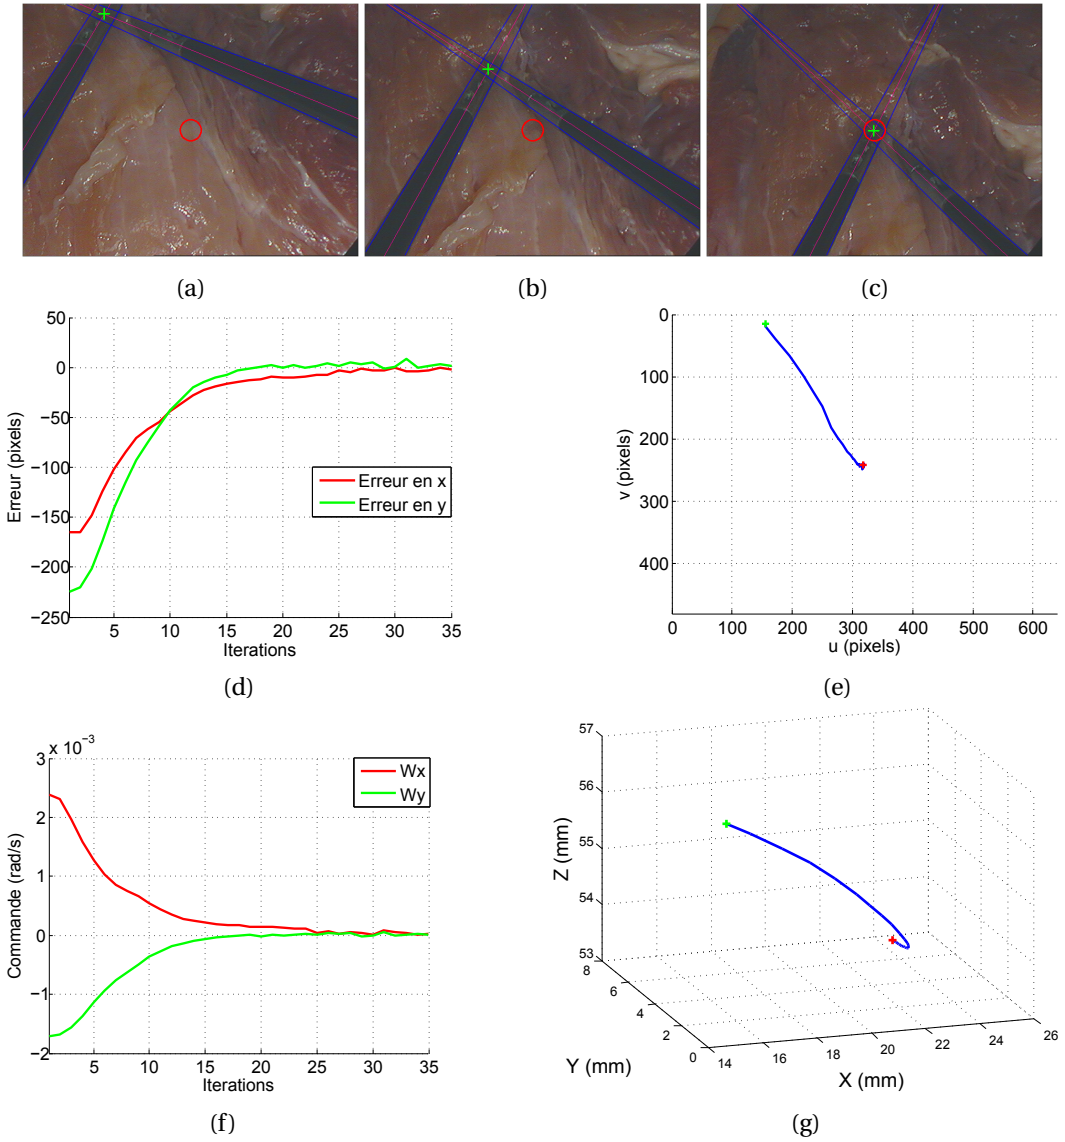 (a)
(b)
(c)
50
0
−50
−100
−150
−200
−250
5
10
15
20
25
30
35
Erreur (pixels)
Iterations
Erreur en x
Erreur en y
(d)
0
100
200
300
400
0
100
200
300
400
500
600
v (pixels)
u (pixels)
(e)
x 10−3
3
2
1
0
−1
−2
5
10
15
20
25
30
35
Commande (rad/s)
Iterations
Wx
Wy
(f)
57
56
55
54
53
8
6
4
2
0
14
16
18
20
22
24
26
Z (mm)
Y (mm)
X (mm)
(g)